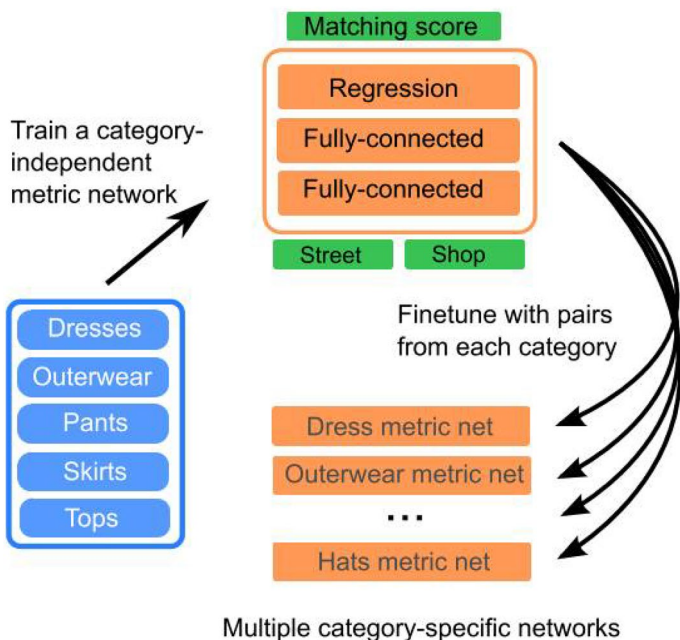 Matching score
Regression
Fully-connected
Fully-connected
Street
Shop
Train a category-
independent
metric network
Dresses
Outerwear
Pants
Skirts
Tops
Finetune with pairs
from each category
Dress metric net
Outerwear metric net
...
Hats metric net
Multiple category-specific networks